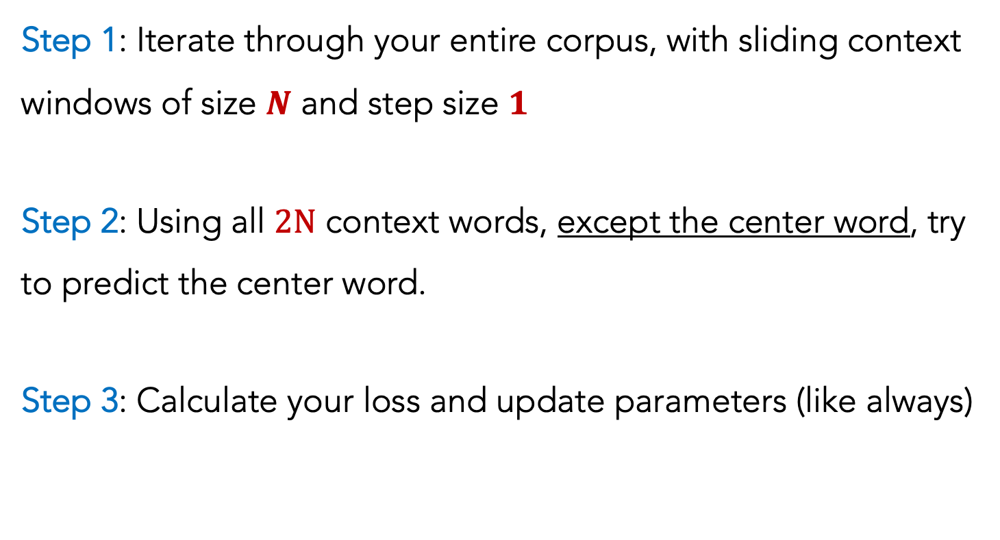 Step 1: Iterate through your entire corpus, with sliding context
windows of size N and step size 1
Step 2: Using all 2N context words, except the center word, try
to predict the center word.
Step 3: Calculate your loss and update parameters (like always)